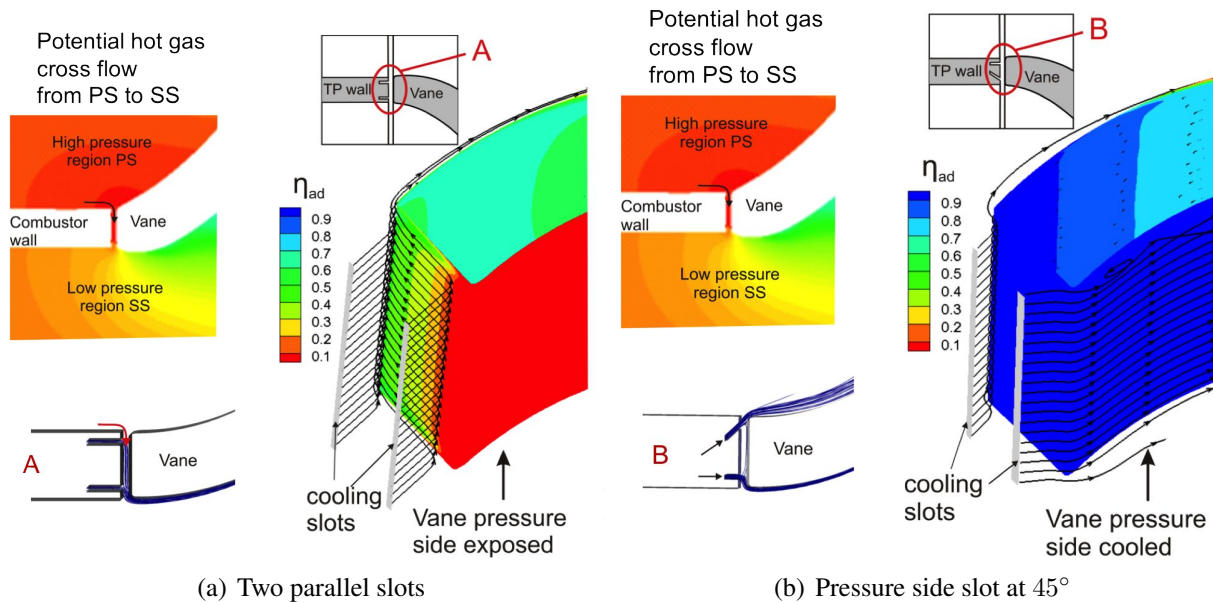 Potential hot gas
cross flow
from PS to SS
High pressure
region PS
Combustor
wall
Vane
Low pressure
region SS
A
TP wall
Vane
ηad
0.9
0.8
0.7
0.6
0.5
0.4
0.3
0.2
0.1
A
Vane
cooling
slots
Vane pressure
side exposed
(a) Two parallel slots
Potential hot gas
cross flow
from PS to SS
High pressure
region PS
Combustor
wall
Vane
Low pressure
region SS
B
TP wall
Vane
ηad
0.9
0.8
0.7
0.6
0.5
0.4
0.3
0.2
0.1
B
Vane
cooling
slots
Vane pressure
side cooled
(b) Pressure side slot at 45°